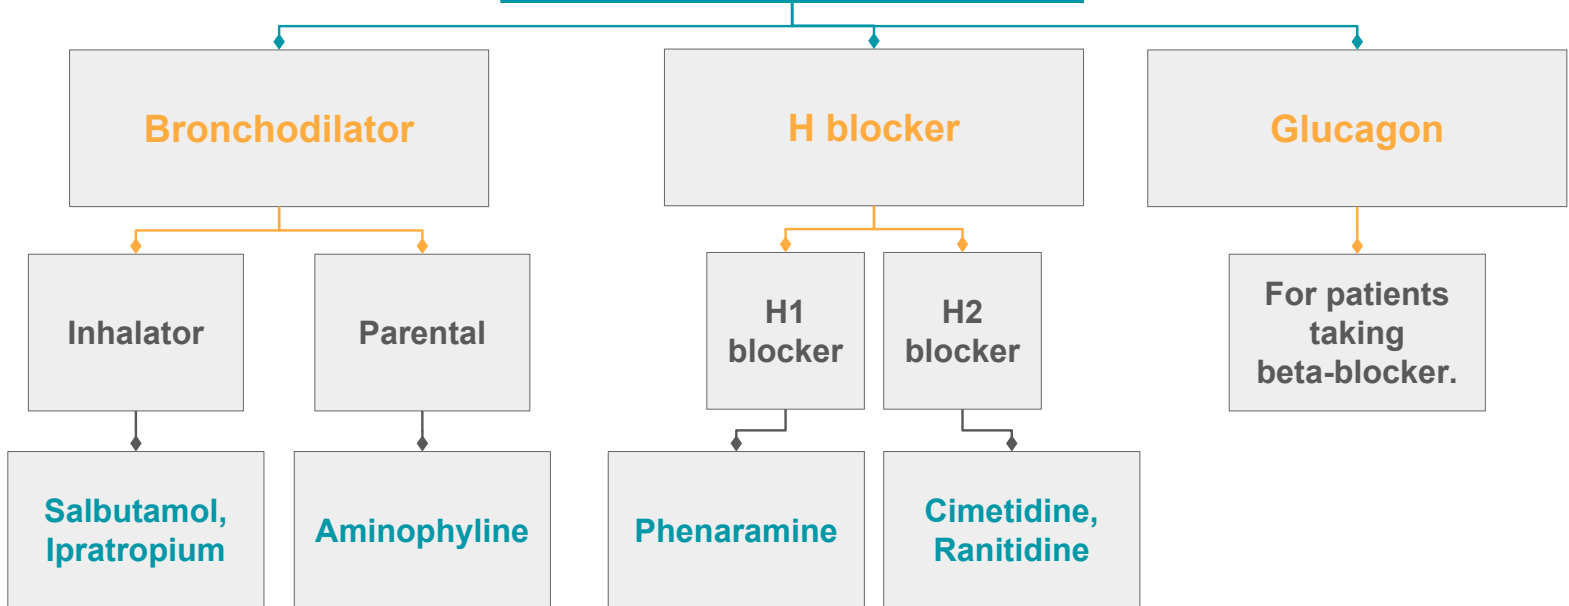 Bronchodilator
H blocker
Glucagon
Inhalator
Parental
H1
blocker
H2
blocker
For patients
taking
beta-blocker.
Salbutamol,
Ipratropium
Aminophyline
Phenaramine
Cimetidine,
Ranitidine